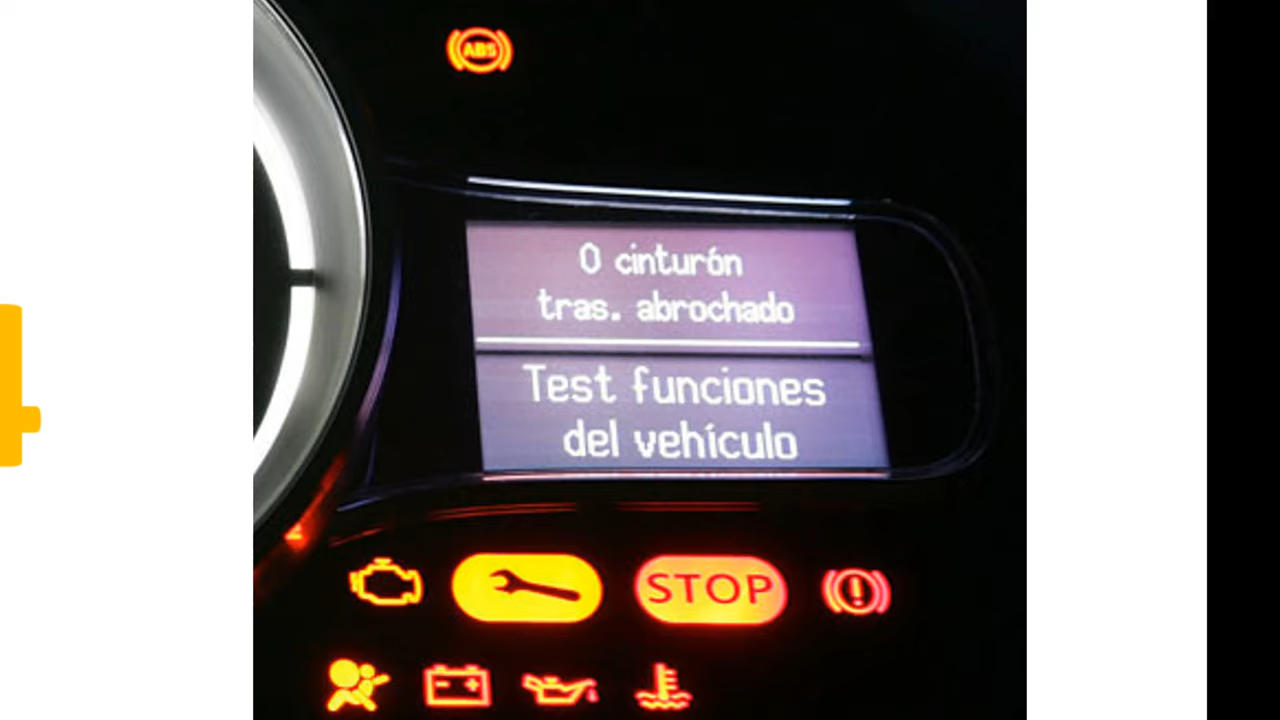 ABS
0 cinturón
tras. abrochado
Test funciones
del vehículo
STOP